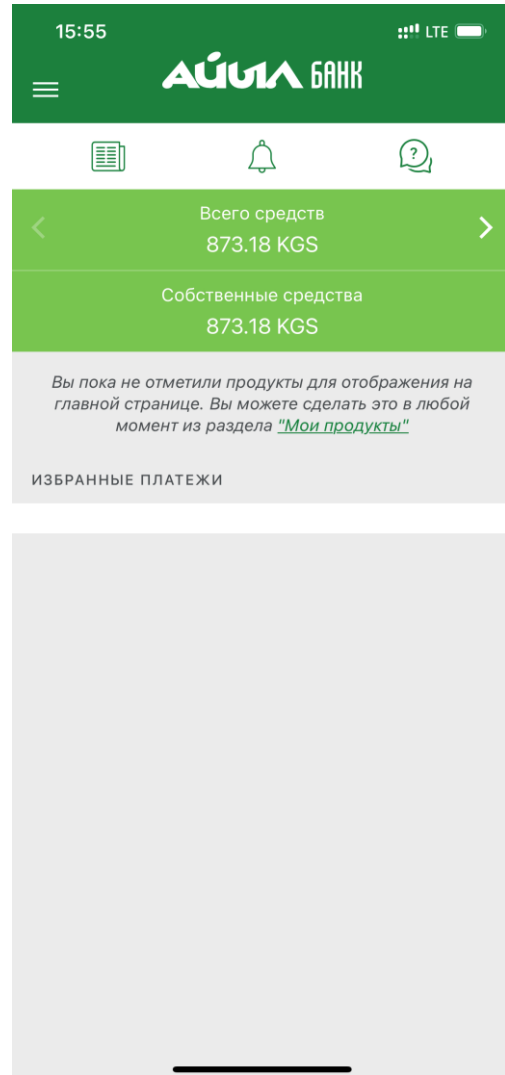 15:55
LTE
АЙЫЛ БАНК
Всего средств
873.18 KGS
Собственные средства
873.18 KGS
Вы пока не отметили продукты для отображения на
главной странице. Вы можете сделать это в любой
момент из раздела "Мои продукты"
ИЗБРАННЫЕ ПЛАТЕЖИ